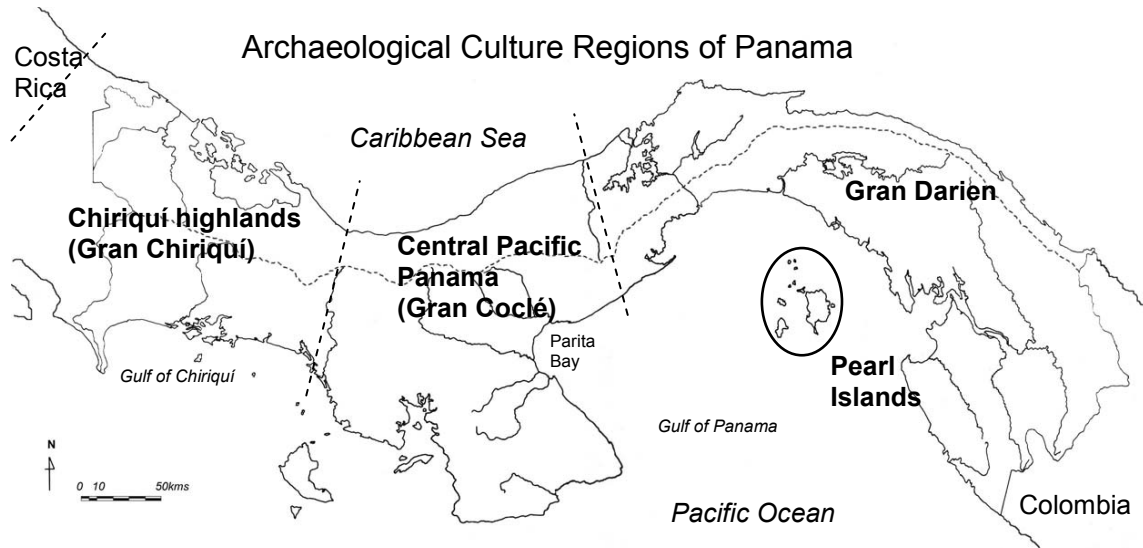 Archaeological Culture Regions of Panama
Costa
Rica
Caribbean Sea
Chiriquí highlands
(Gran Chiriquí)
Central Pacific
Panama
(Gran Coclé)
Gran Darien
Parita
Bay
Pearl
Islands
Gulf of Chiriquí
Gulf of Panama
N
0 10 50kms
Pacific Ocean
Colombia